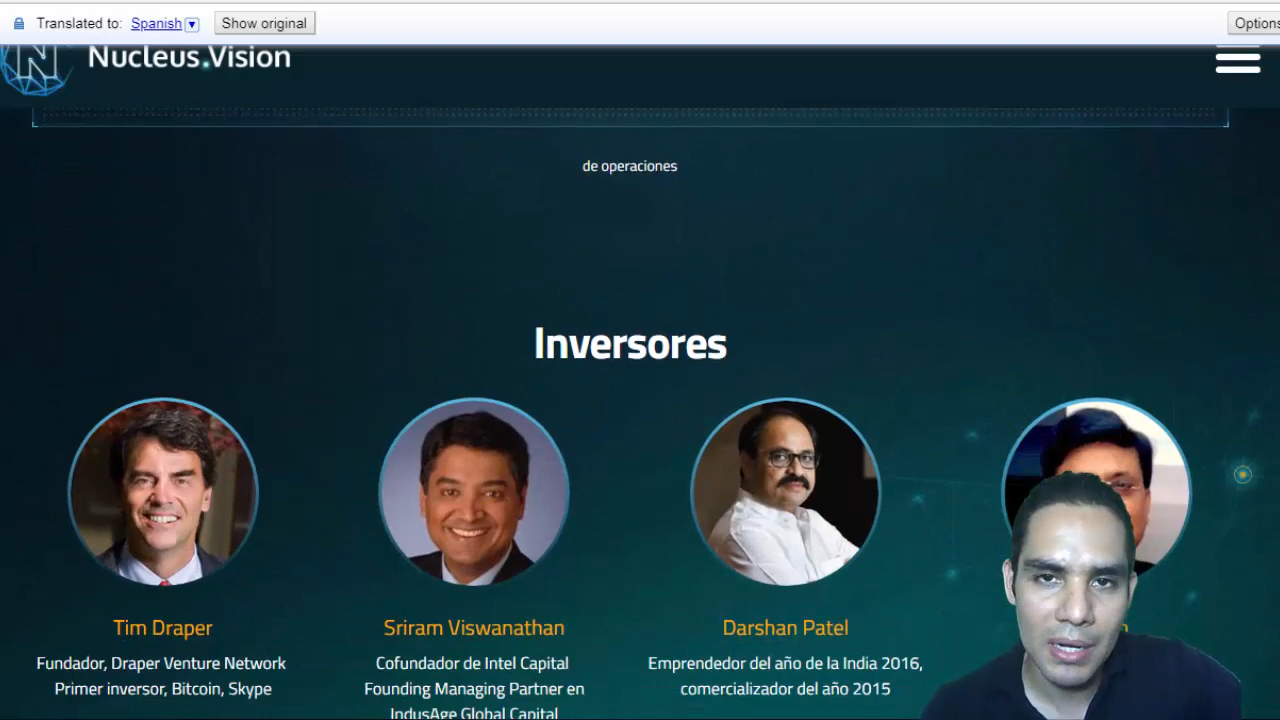 Translated to: Spanish Show original Options
Nucleus.Vision
de operaciones
Inversores
Tim Draper
Fundador, Draper Venture Network
Primer inversor, Bitcoin, Skype
Sriram Viswanathan
Cofundador de Intel Capital
Founding Managing Partner en
IndusAge Global Capital
Darshan Patel
Emprendedor del año de la India 2016,
comercializador del año 2015